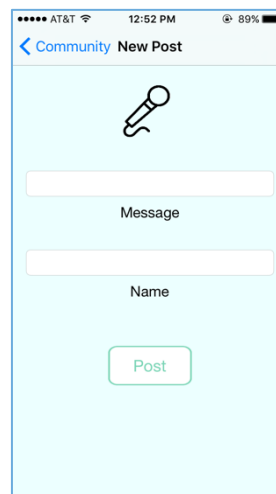 ●●●●● AT&T 12:52 PM 89%
Community New Post
Message
Name
Post